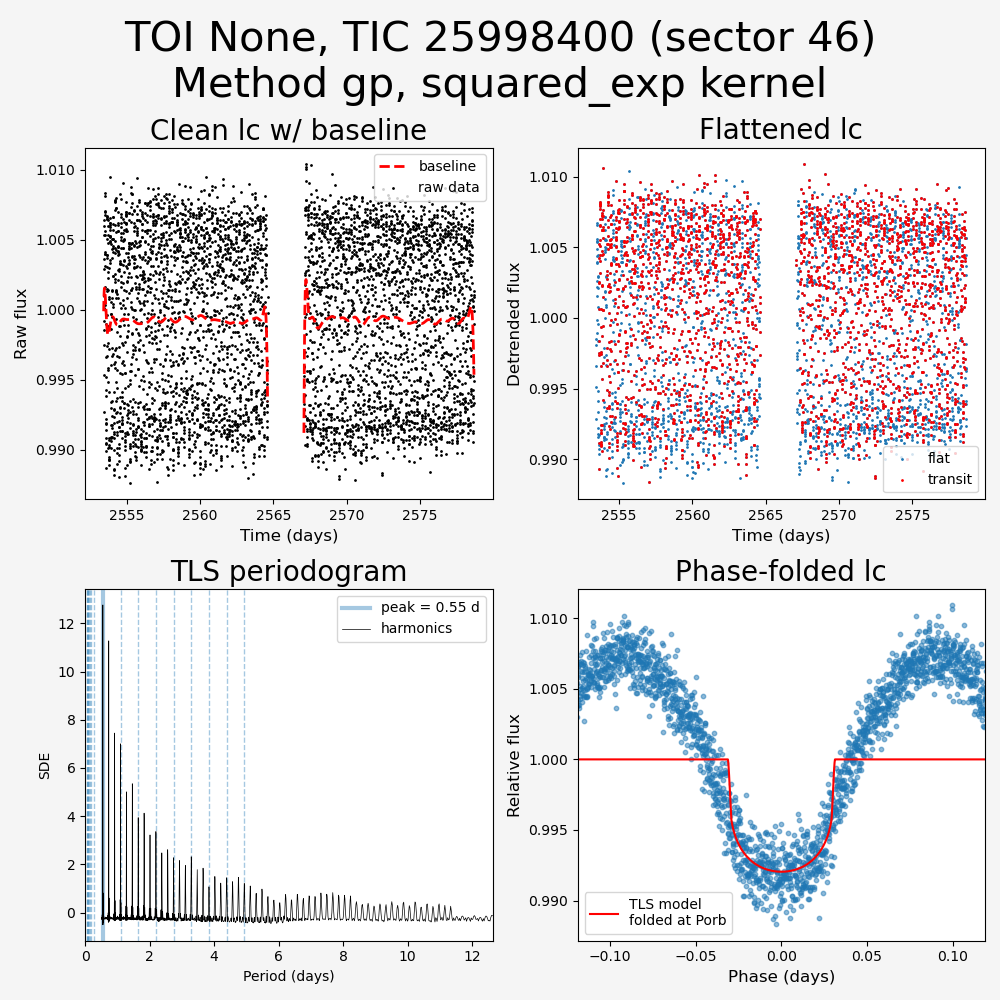 TOI None, TIC 25998400 (sector 46)
Method gp, squared_exp kernel
Clean lc w/ baseline
Raw flux
1.010
1.005
1.000
0.995
0.990
baseline
raw data
2555 2560 2565 2570 2575
Time (days)
Flattened lc
Detrended flux
1.010
1.005
1.000
0.995
0.990
flat
transit
2555 2560 2565 2570 2575
Time (days)
TLS periodogram
SDE
12
10
8
6
4
2
0
peak = 0.55 d
harmonics
0 2 4 6 8 10 12
Period (days)
Phase-folded lc
Relative flux
1.010
1.005
1.000
0.995
0.990
TLS model
folded at Porb
−0.10 −0.05 0.00 0.05 0.10
Phase (days)